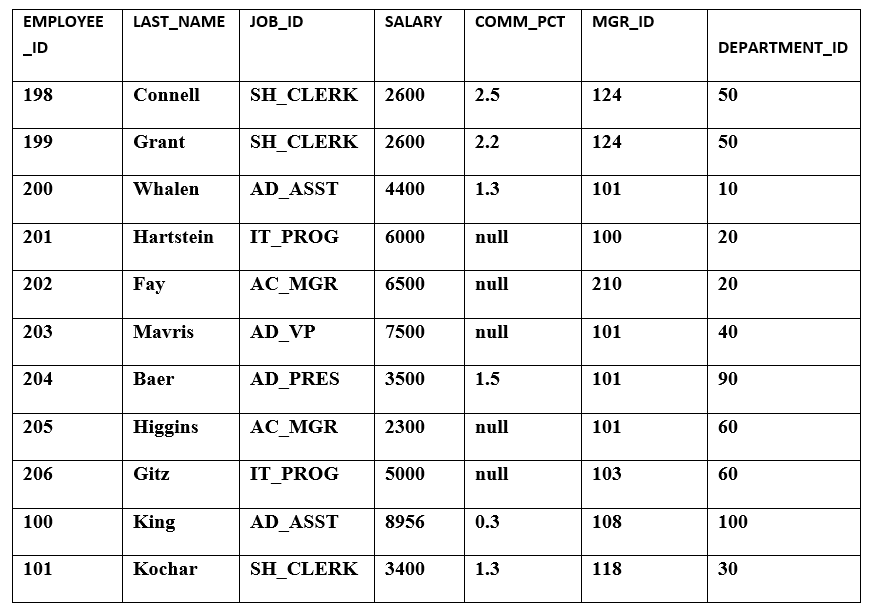 EMPLOYEE_ID LAST_NAME JOB_ID SALARY COMM_PCT MGR_ID DEPARTMENT_ID
198 Connell SH_CLERK 2600 2.5 124 50
199 Grant SH_CLERK 2600 2.2 124 50
200 Whalen AD_ASST 4400 1.3 101 10
201 Hartstein IT_PROG 6000 null 100 20
202 Fay AC_MGR 6500 null 210 20
203 Mavris AD_VP 7500 null 101 40
204 Baer AD_PRES 3500 1.5 101 90
205 Higgins AC_MGR 2300 null 101 60
206 Gitz IT_PROG 5000 null 103 60
100 King AD_ASST 8956 0.3 108 100
101 Kochar SH_CLERK 3400 1.3 118 30